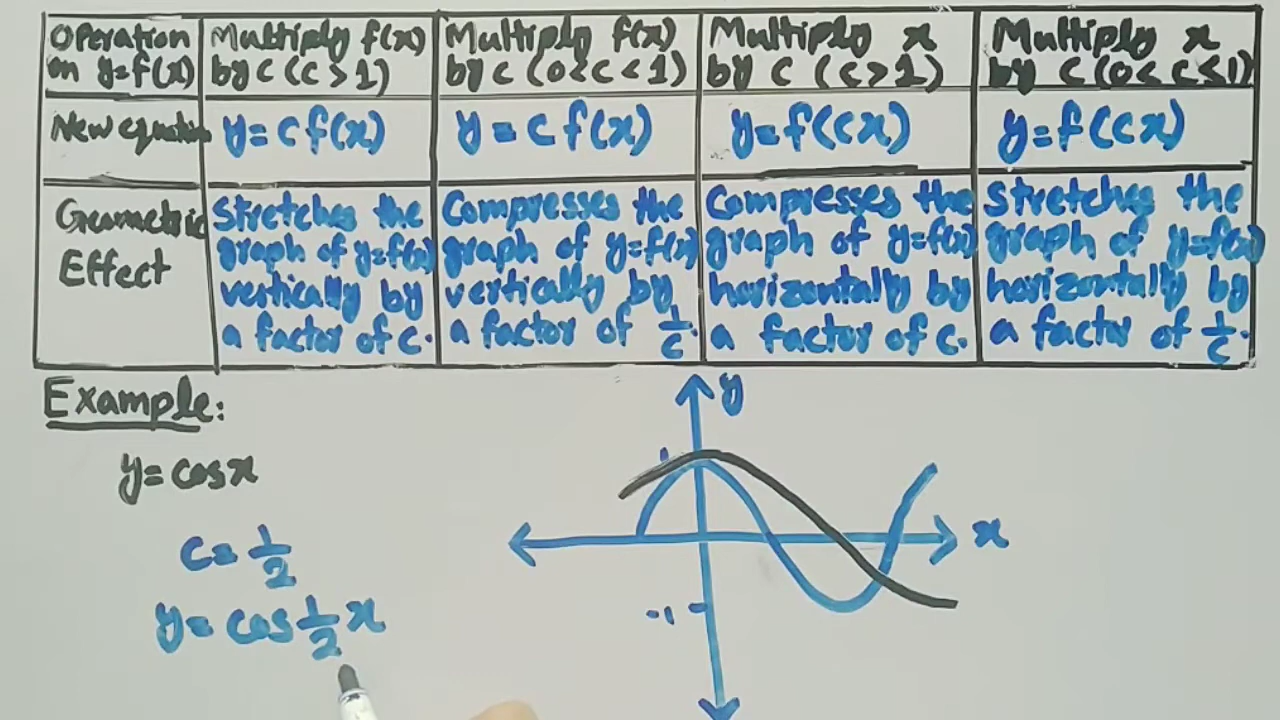 Operation on y=f(x)
Multiply f(x) by c (c > 1)
Multiply f(x) by c (0 < c < 1)
Multiply x by c (c > 1)
Multiply x by c (0 < c < 1)
New equation
y = c f(x)
y = c f(x)
y = f(cx)
y = f(cx)
Geometric Effect
Stretches the
graph of y=f(x)
vertically by
a factor of c.
Compresses the
graph of y=f(x)
vertically by
a factor of 1/c
Compresses the
graph of y=f(x)
horizontally by
a factor of c.
Stretches the
graph of y=f(x)
horizontally by
a factor of 1/c.
Example:
y = cosx
c = 1/2
y = cos 1/2 x
y
1
x
-1